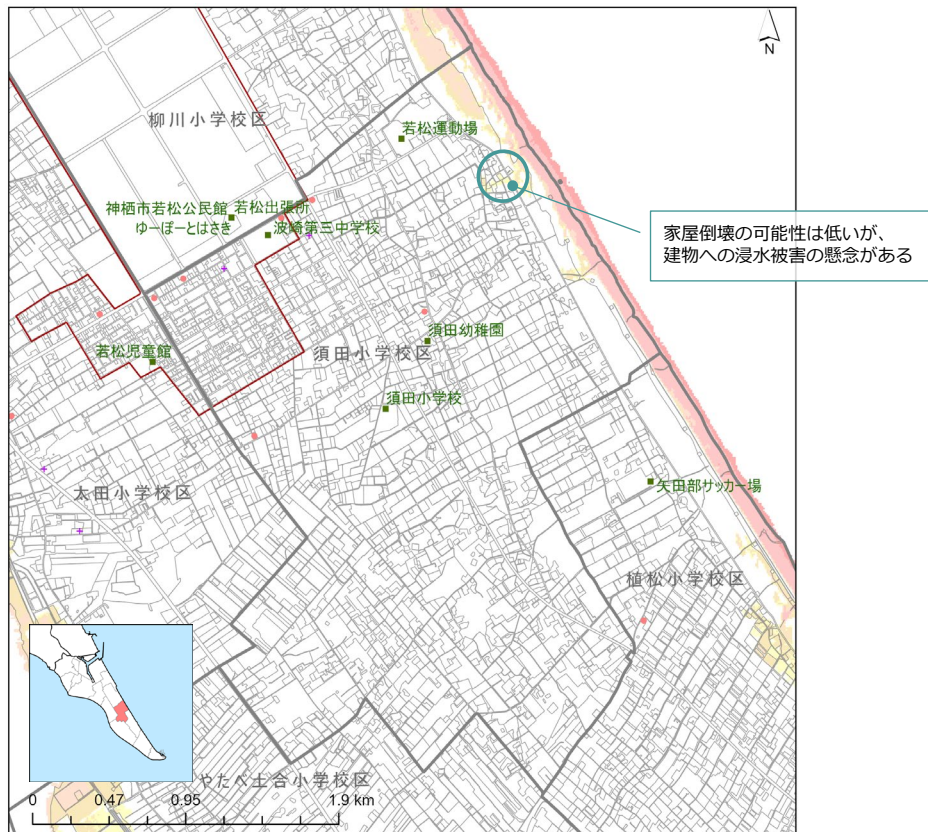 N
柳川小学校区
若松運動場
神栖市若松公民館 若松出張所
ゆーぽーとはさき
波崎第三中学校
家屋倒壊の可能性は低いが、
建物への浸水被害の懸念がある
須田幼稚園
若松児童館
須田小学校区
須田小学校
太田小学校区
矢田部サッカー場
植松小学校区
やたべ土合小学校区
0 0.47 0.95 1.9 km